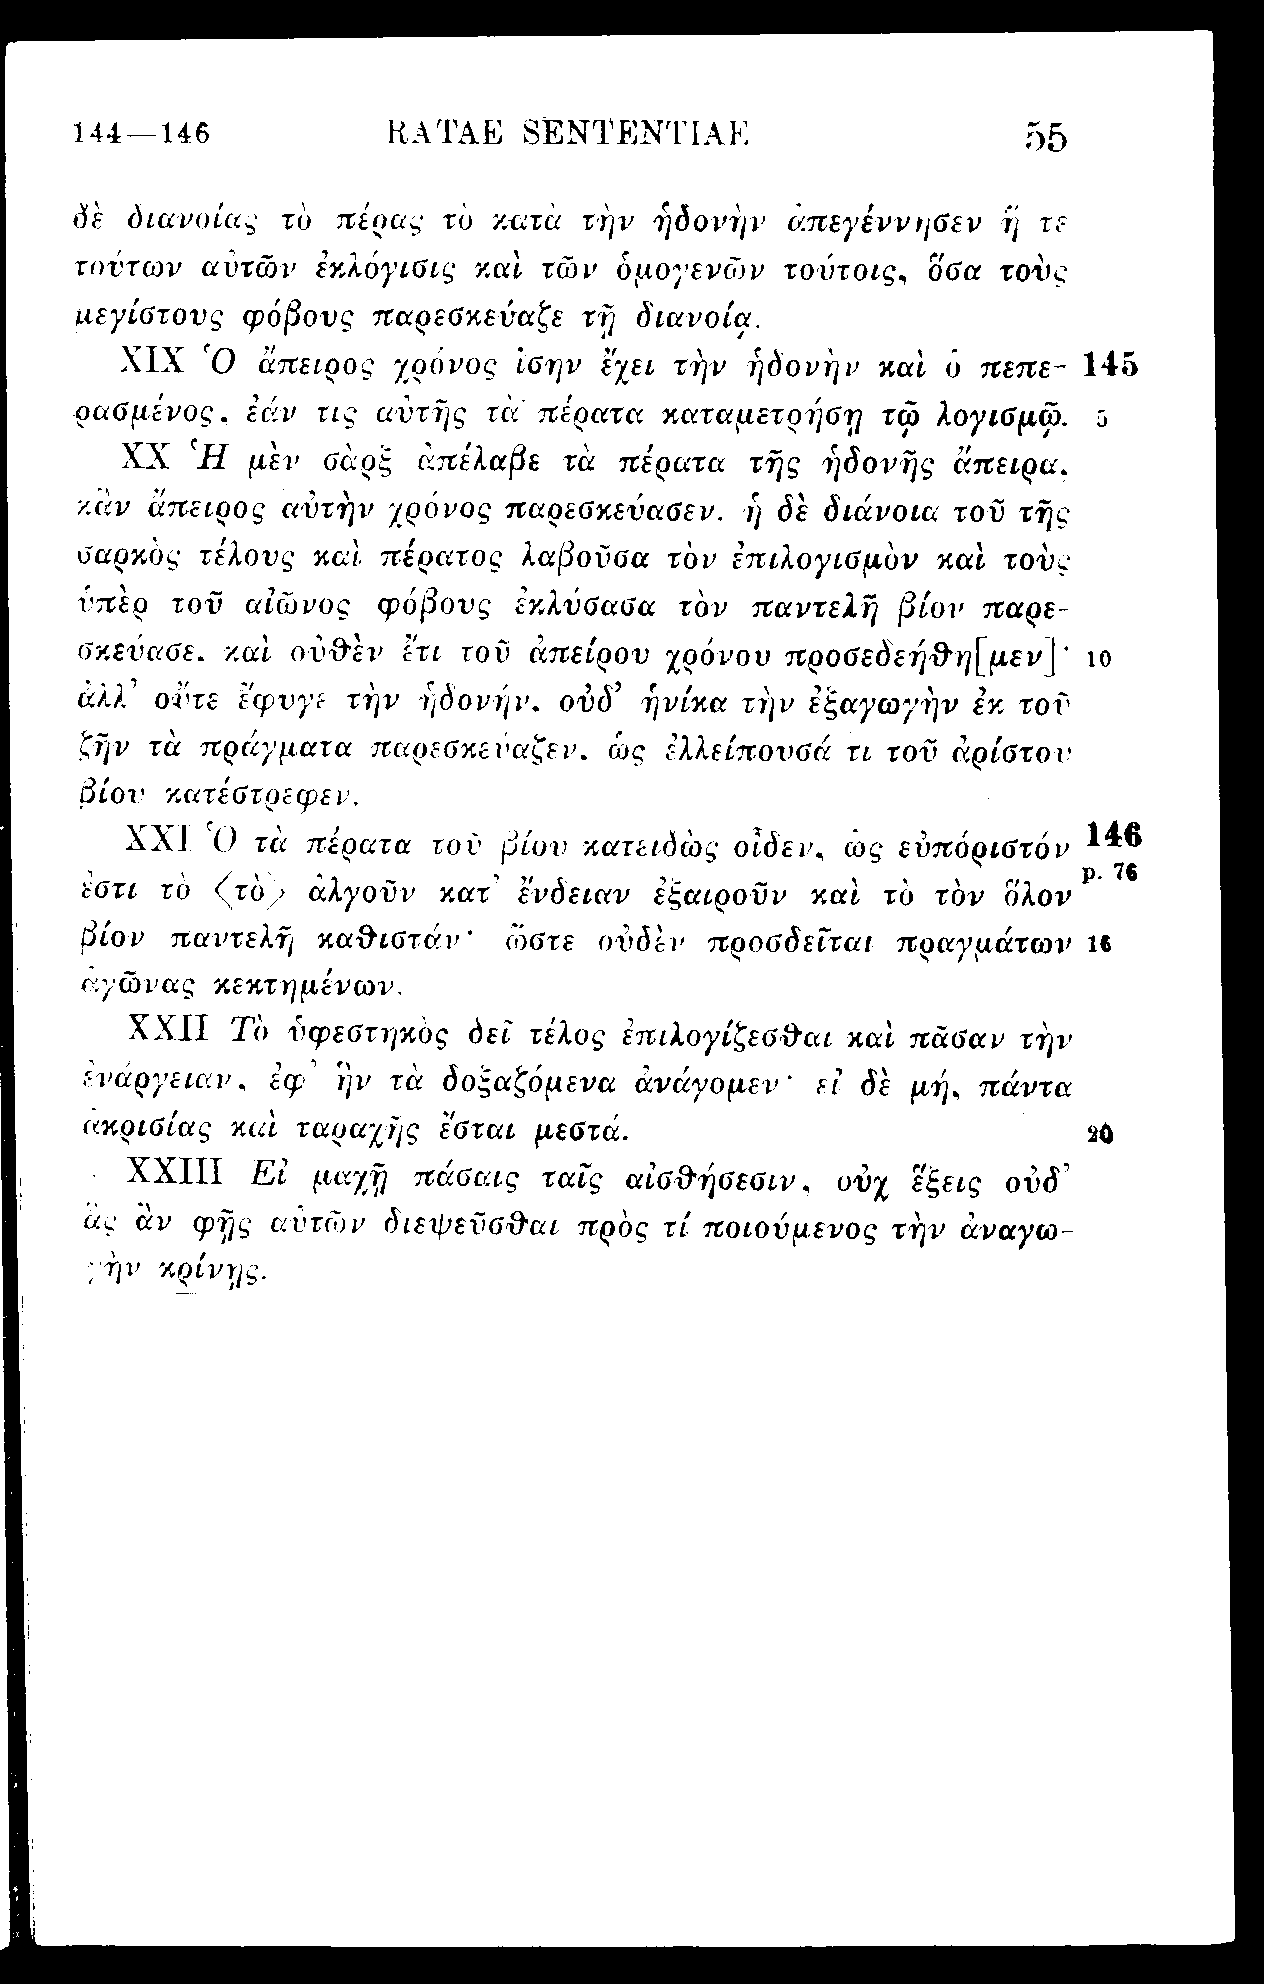 144—146 RATAE SENTENTIAE 55
δὲ διανοίας τὸ πέρας τὸ κατὰ τὴν ἡδονὴν ἀπεγέννησεν ἥ τε
τούτων αὐτῶν ἐκλόγισις καὶ τῶν ὁμογενῶν τούτοις, ὅσα τοὺς
μεγίστους φόβους παρεσκεύαζε τῇ διανοίᾳ.
XIX Ὁ ἄπειρος χρόνος ἴσην ἔχει τὴν ἡδονὴν καὶ ὁ πεπε- 145
ρασμένος, ἐάν τις αὐτῆς τὰ πέρατα καταμετρήσῃ τῷ λογισμῷ. 5
XX Ἡ μὲν σὰρξ ἀπέλαβε τὰ πέρατα τῆς ἡδονῆς ἄπειρα,
κἂν ἄπειρος αὐτὴν χρόνος παρεσκεύασεν. ἡ δὲ διάνοια τοῦ τῆς
σαρκὸς τέλους καὶ πέρατος λαβοῦσα τὸν ἐπιλογισμὸν καὶ τοὺς
ὑπὲρ τοῦ αἰῶνος φόβους ἐκλύσασα τὸν παντελῆ βίον παρε-
σκεύασε, καὶ οὐθὲν ἔτι τοῦ ἀπείρου χρόνου προσεδεήθη[μεν]· 10
ἀλλ’ οὔτε ἔφυγε τὴν ἡδονήν, οὐδ’ ἡνίκα τὴν ἐξαγωγὴν ἐκ τοῦ
ζῆν τὰ πράγματα παρεσκεύαζεν, ὡς ἐλλείπουσά τι τοῦ ἀρίστου
βίου κατέστρεφεν.
XXI Ὁ τὰ πέρατα τοῦ βίου κατειδὼς οἶδεν, ὡς εὐπόριστόν 146
ἐστι τὸ ⟨τὸ⟩ ἀλγοῦν κατ’ ἔνδειαν ἐξαιροῦν καὶ τὸ τὸν ὅλον p. 76
βίον παντελῆ καθιστάν· ὥστε οὐδὲν προσδεῖται πραγμάτων 16
ἀγῶνας κεκτημένων.
XXII Τὸ ὑφεστηκὸς δεῖ τέλος ἐπιλογίζεσθαι καὶ πᾶσαν τὴν
ἐνάργειαν, ἐφ’ ἣν τὰ δοξαζόμενα ἀνάγομεν· εἰ δὲ μή, πάντα
ἀκρισίας καὶ ταραχῆς ἔσται μεστά. 20
XXIII Εἰ μαχῇ πάσαις ταῖς αἰσθήσεσιν, οὐχ ἕξεις οὐδ’
ἃς ἂν φῇς αὐτῶν διεψεῦσθαι πρὸς τί ποιούμενος τὴν ἀναγω-
γὴν κρίνῃς.